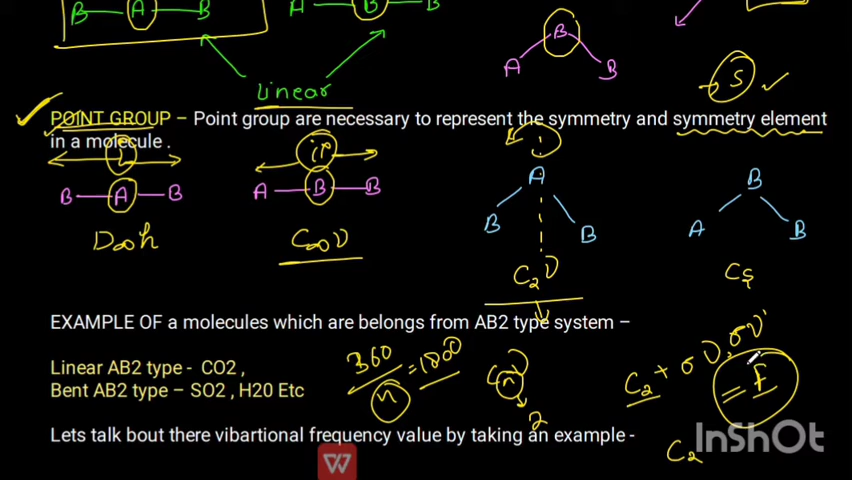 B — A — B
A — B — B
B
A B
Linear
S
POINT GROUP – Point group are necessary to represent the symmetry and symmetry element
in a molecule .
B — A — B
A — B — B
A
B B
B
A B
D∞h
C∞V
C2V
CS
EXAMPLE OF a molecules which are belongs from AB2 type system –
Linear AB2 type - CO2 ,
Bent AB2 type – SO2 , H20 Etc
360/n = 180°
Cn
2
C2 + σV, σV'
= E
Lets talk bout there vibartional frequency value by taking an example -
C2
InShOt